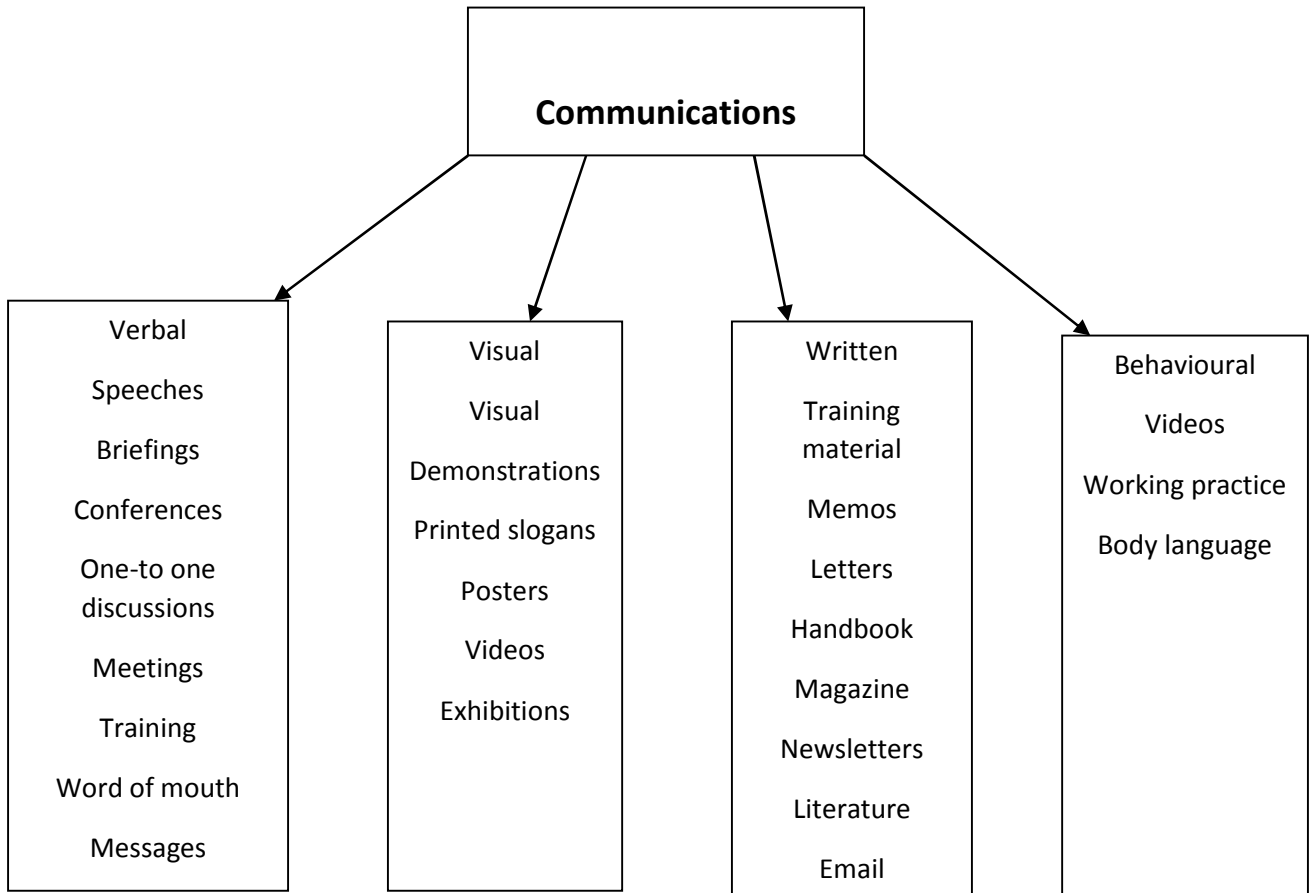 Communications
Verbal
Speeches
Briefings
Conferences
One-to one
discussions
Meetings
Training
Word of mouth
Messages
Visual
Visual
Demonstrations
Printed slogans
Posters
Videos
Exhibitions
Written
Training
material
Memos
Letters
Handbook
Magazine
Newsletters
Literature
Email
Behavioural
Videos
Working practice
Body language